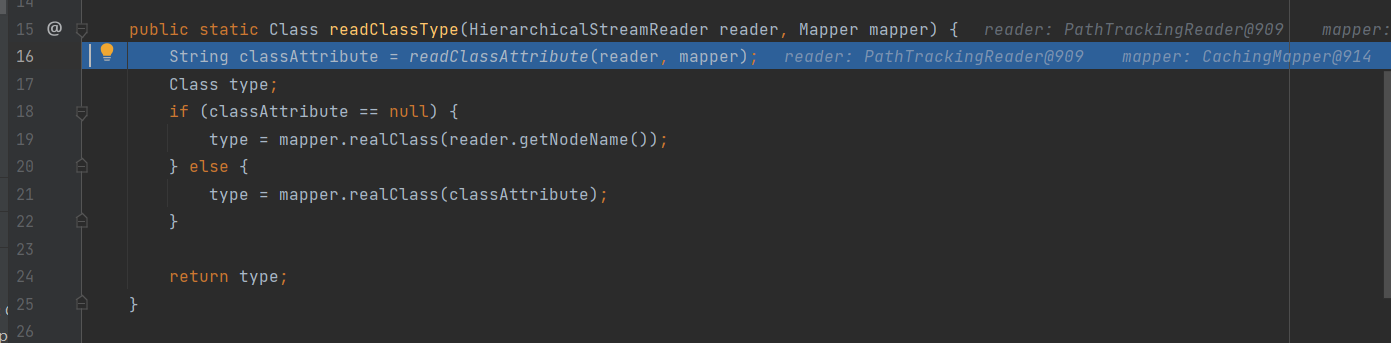 14
15 @ public static Class readClassType(HierarchicalStreamReader reader, Mapper mapper) { reader: PathTrackingReader@909 mapper:
16 String classAttribute = readClassAttribute(reader, mapper); reader: PathTrackingReader@909 mapper: CachingMapper@914
17 Class type;
18 if (classAttribute == null) {
19 type = mapper.realClass(reader.getNodeName());
20 } else {
21 type = mapper.realClass(classAttribute);
22 }
23
24 return type;
25 }
26